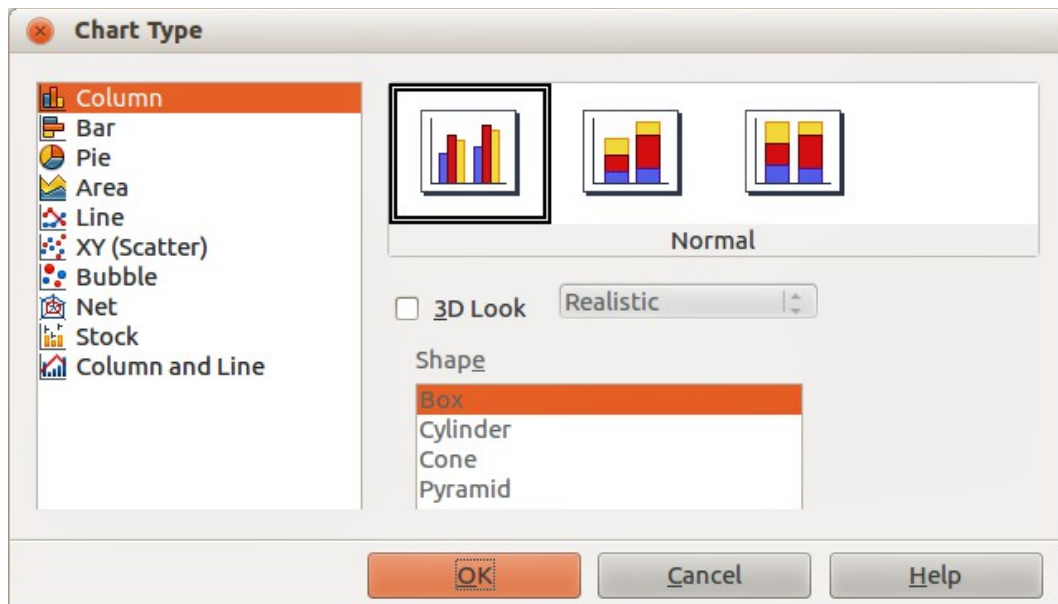 Chart Type
Column
Bar
Pie
Area
Line
XY (Scatter)
Bubble
Net
Stock
Column and Line
Normal
3D Look
Realistic
Shape
Box
Cylinder
Cone
Pyramid
OK
Cancel
Help